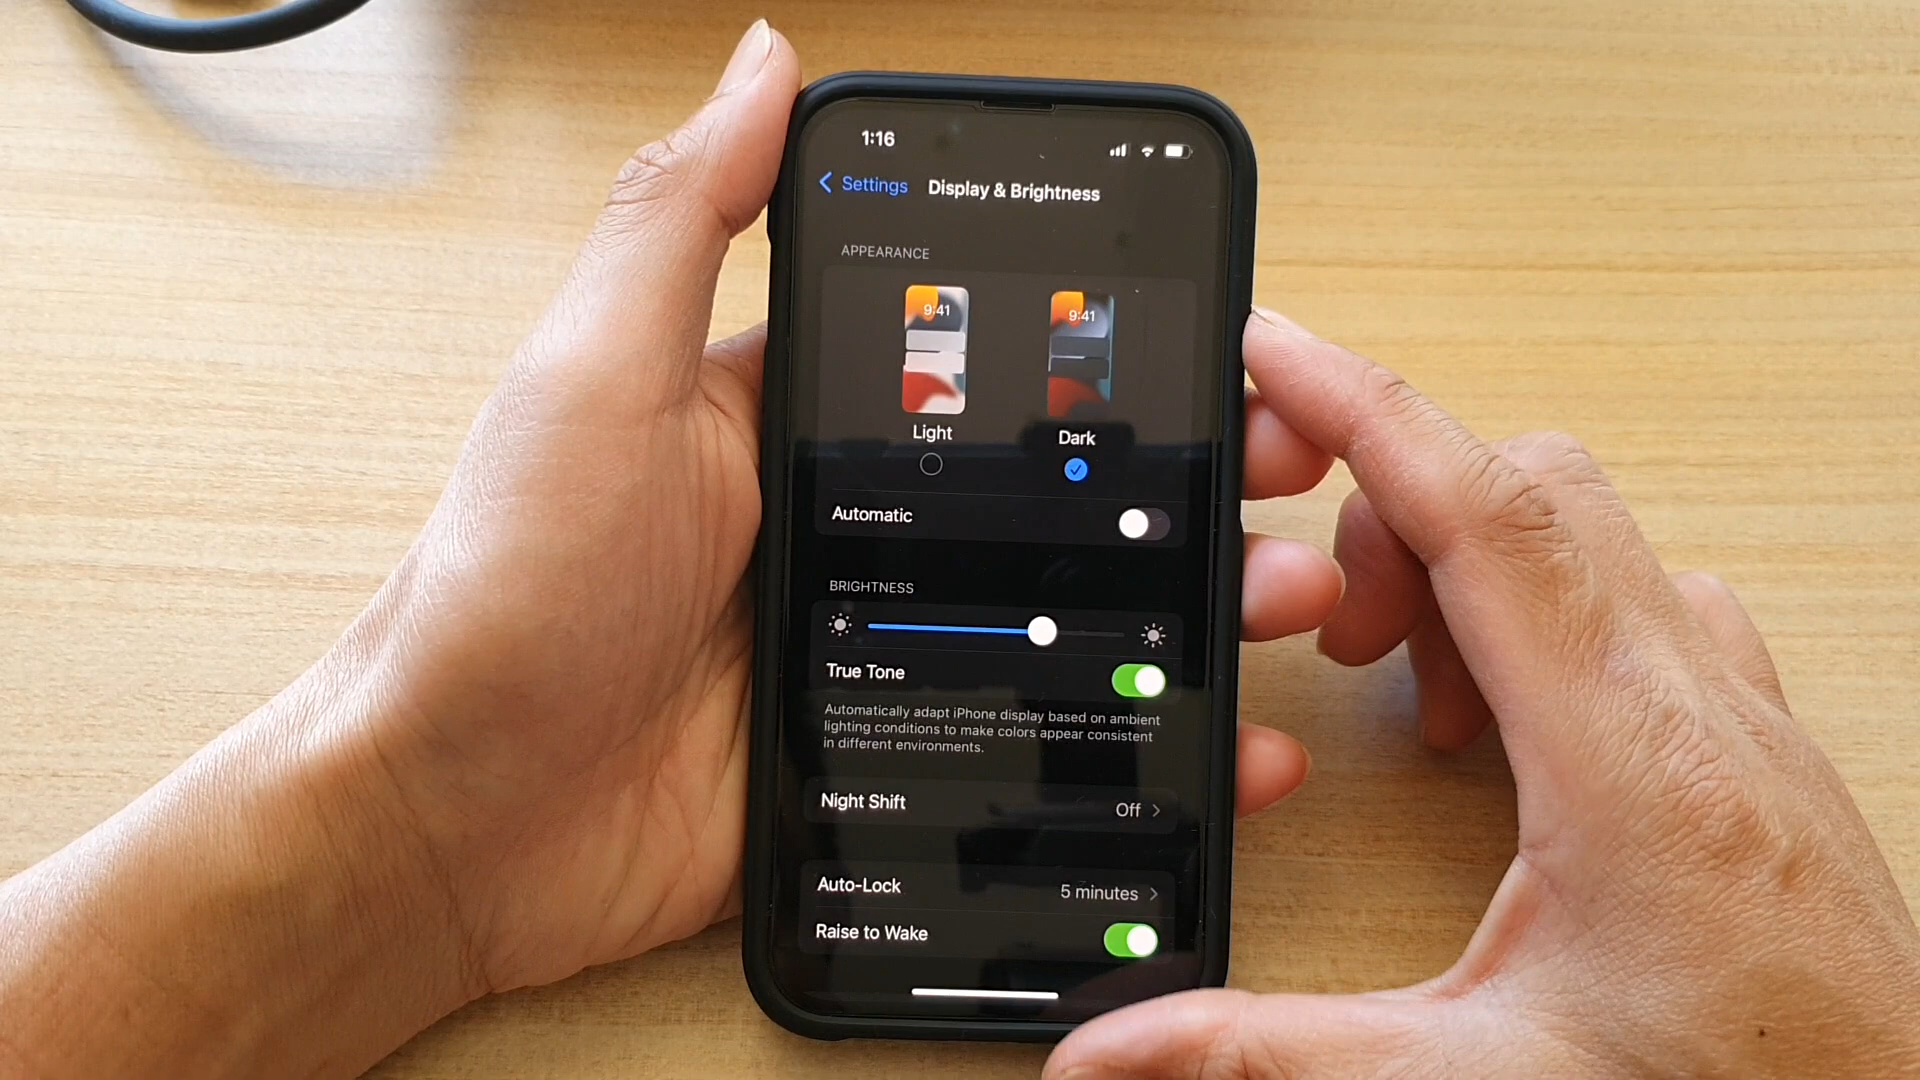 1:16
Settings Display & Brightness
APPEARANCE
9:41 9:41
Light Dark
Automatic
BRIGHTNESS
True Tone
Automatically adapt iPhone display based on ambient
lighting conditions to make colors appear consistent
in different environments.
Night Shift Off
Auto-Lock 5 minutes
Raise to Wake